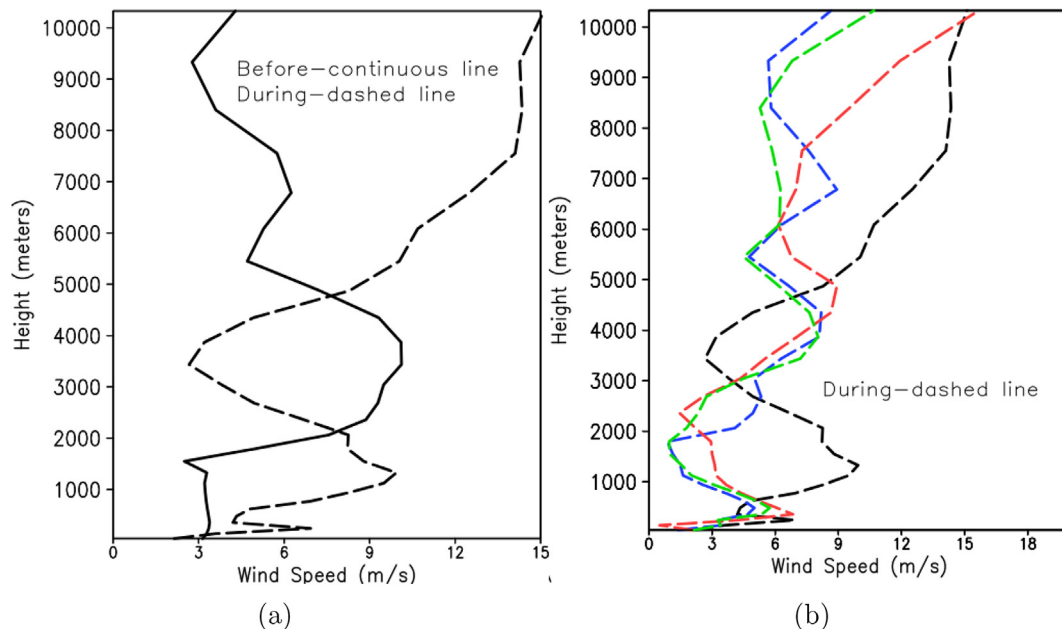 10000
9000
8000
7000
6000
5000
4000
3000
2000
1000
Height (meters)
Before-continuous line
During-dashed line
0 3 6 9 12 15
Wind Speed (m/s)
(a)
10000
9000
8000
7000
6000
5000
4000
3000
2000
1000
Height (meters)
During-dashed line
0 3 6 9 12 15 18
Wind Speed (m/s)
(b)